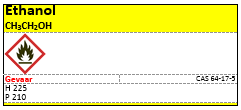 Ethanol
CH₃CH₂OH
Gevaar CAS 64-17-5
H 225
P 210